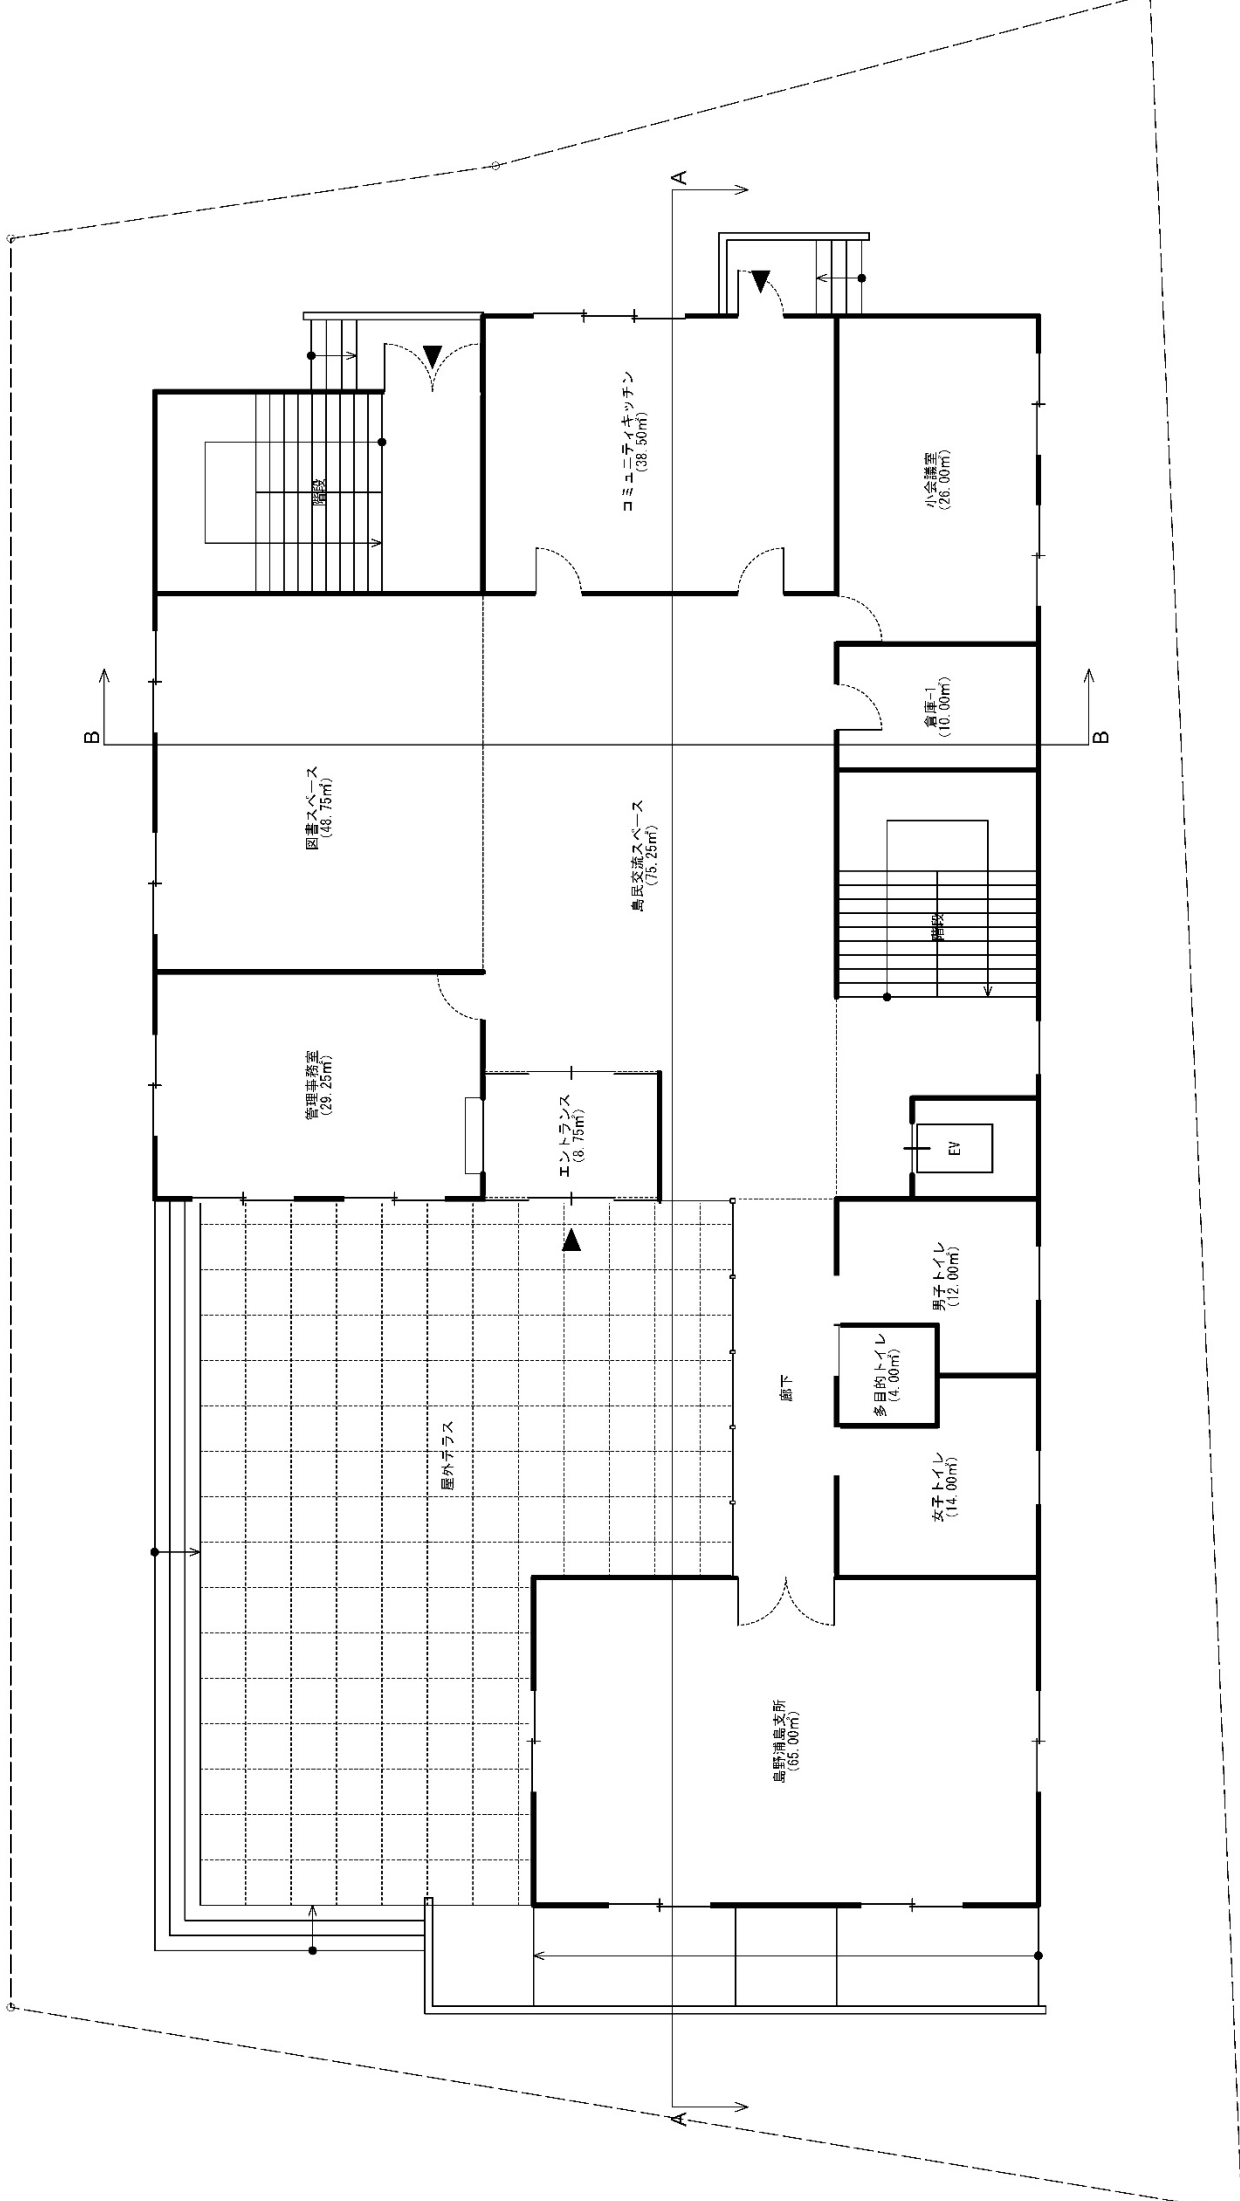 A
コミュニティキッチン
(38.50㎡)
階段
小会議室
(26.00㎡)
倉庫-1
(10.00㎡)
B
B
図書スペース
(48.75㎡)
島民交流スペース
(75.25㎡)
階段
管理事務室
(29.25㎡)
エントランス
(8.75㎡)
EV
男子トイレ
(12.00㎡)
多目的トイレ
(4.00㎡)
廊下
女子トイレ
(14.00㎡)
屋外テラス
島野浦島支所
(65.00㎡)
A